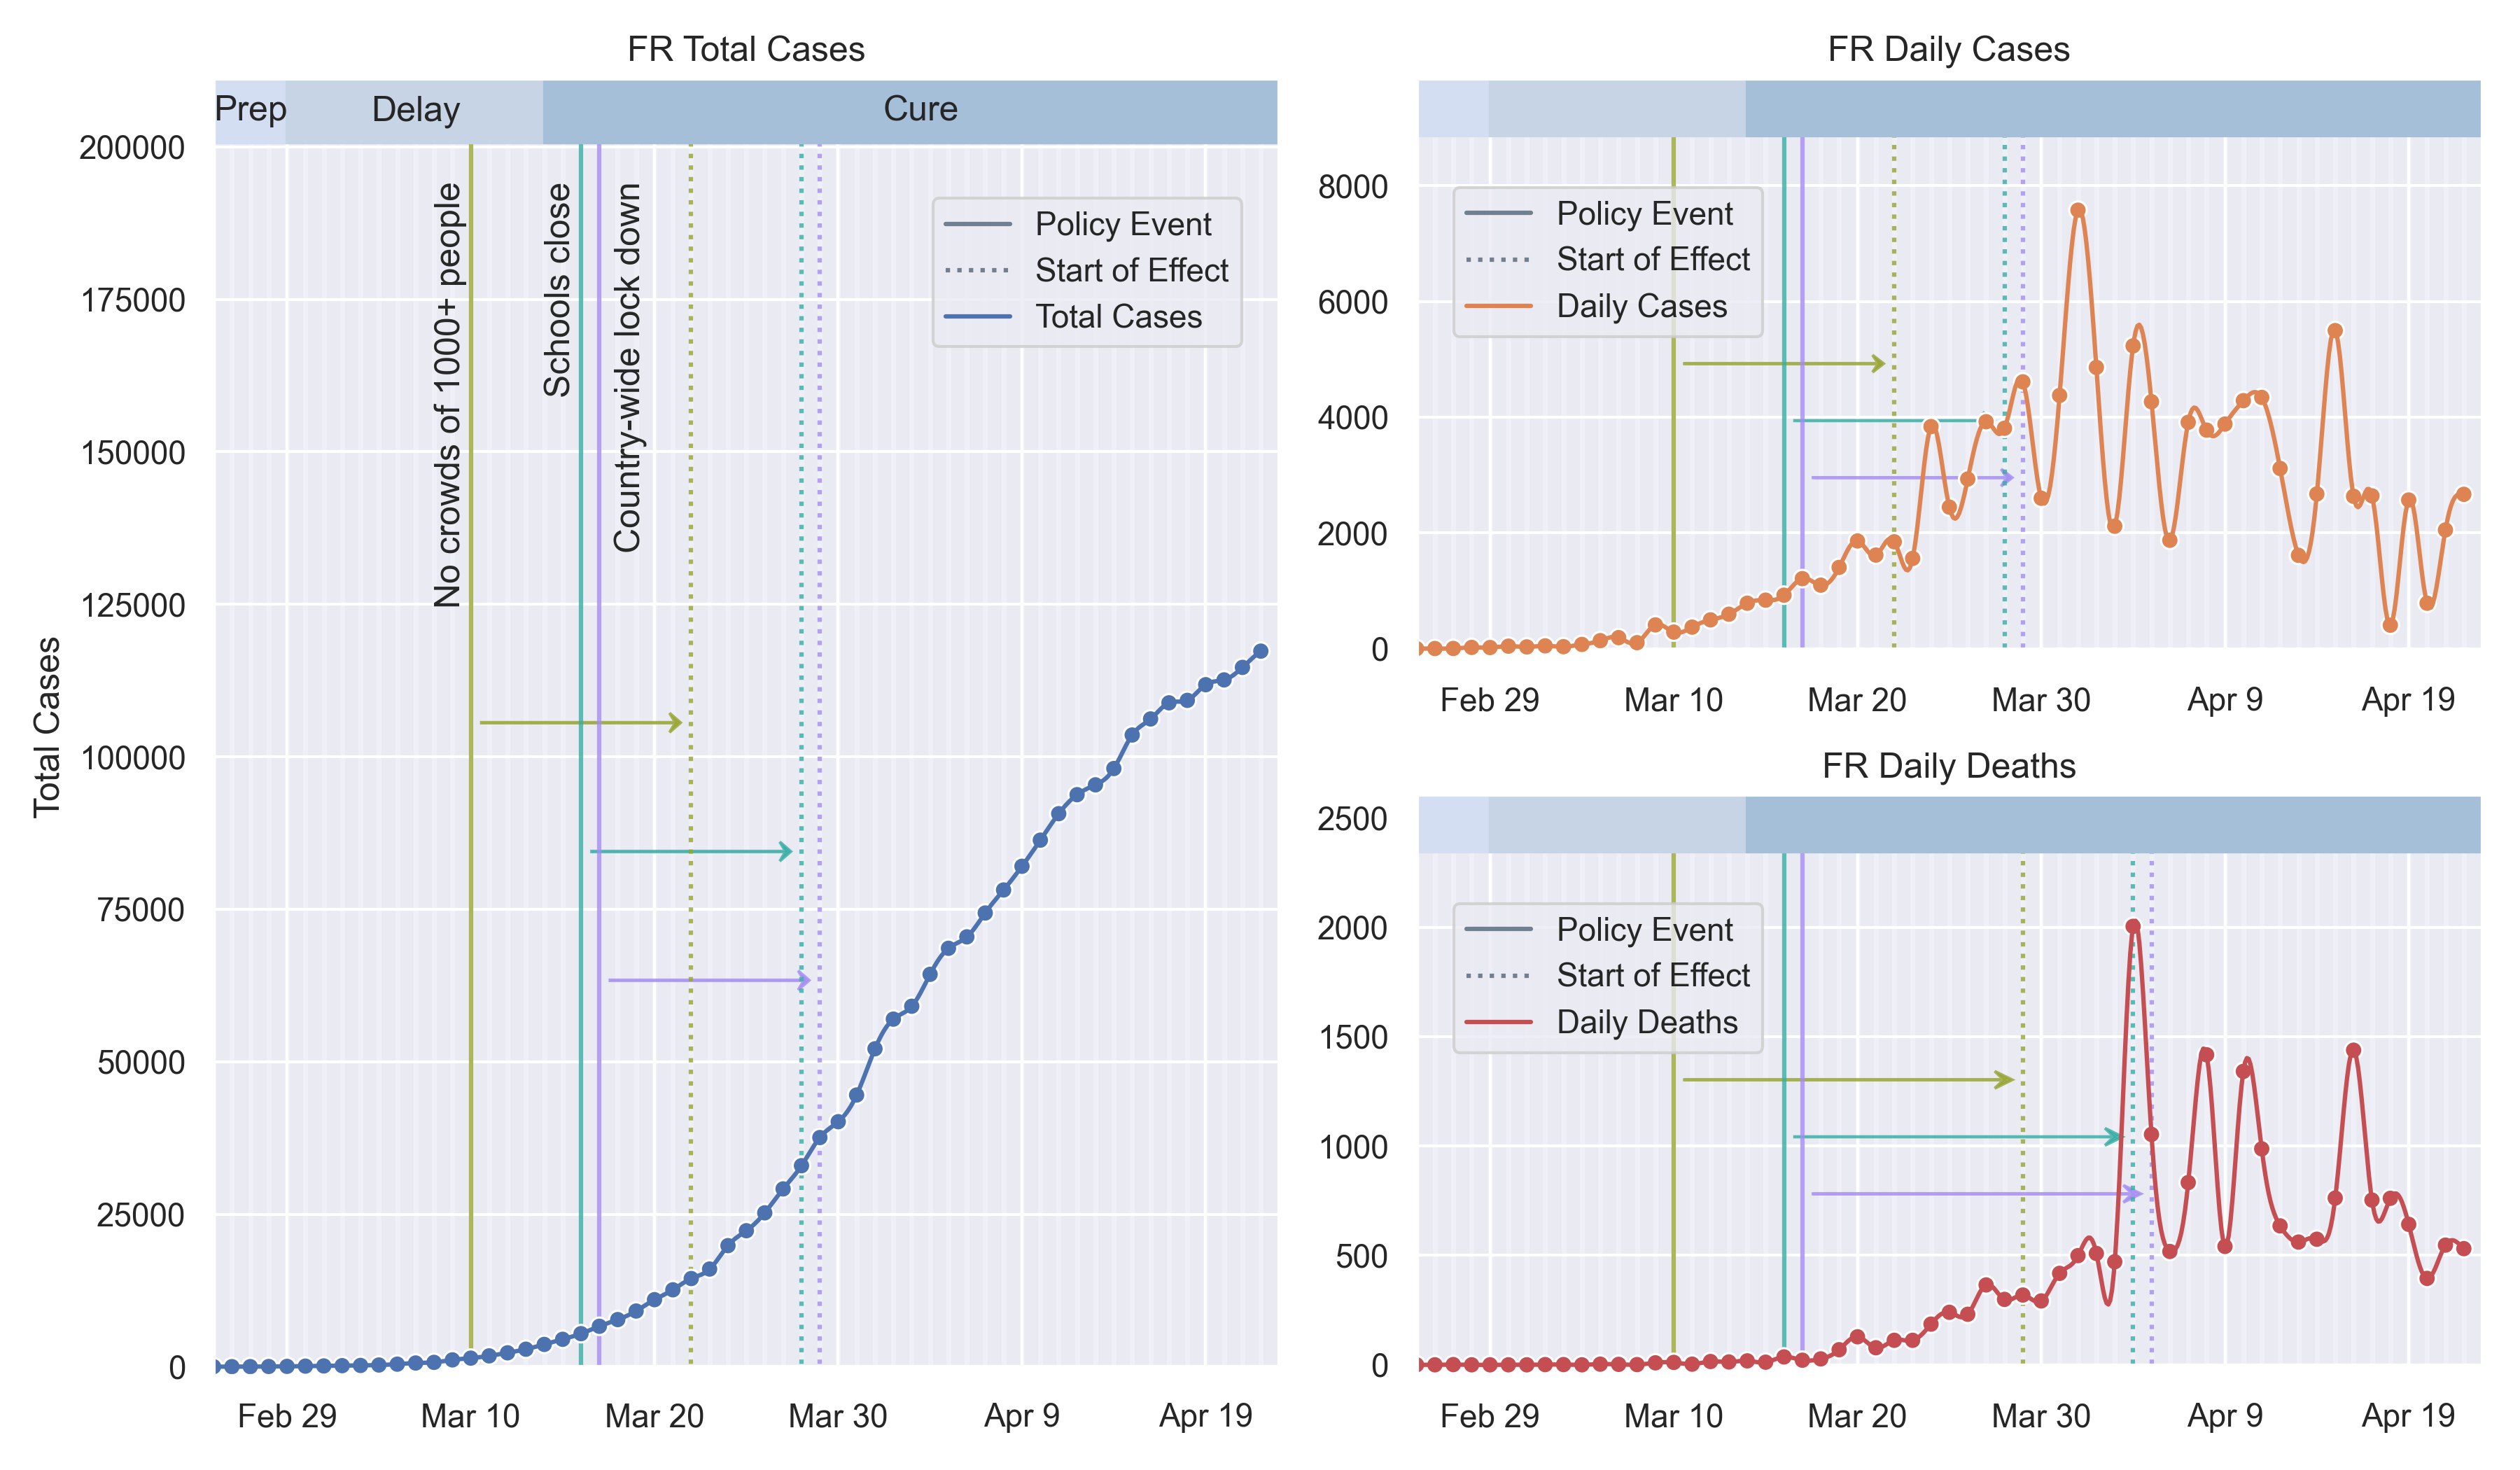 FR Total Cases
Prep
Delay
Cure
200000
175000
150000
125000
100000
75000
50000
25000
0
Total Cases
No crowds of 1000+ people
Schools close
Country-wide lock down
Policy Event
Start of Effect
Total Cases
Feb 29
Mar 10
Mar 20
Mar 30
Apr 9
Apr 19
FR Daily Cases
8000
6000
4000
2000
0
Policy Event
Start of Effect
Daily Cases
Feb 29
Mar 10
Mar 20
Mar 30
Apr 9
Apr 19
FR Daily Deaths
2500
2000
1500
1000
500
0
Policy Event
Start of Effect
Daily Deaths
Feb 29
Mar 10
Mar 20
Mar 30
Apr 9
Apr 19